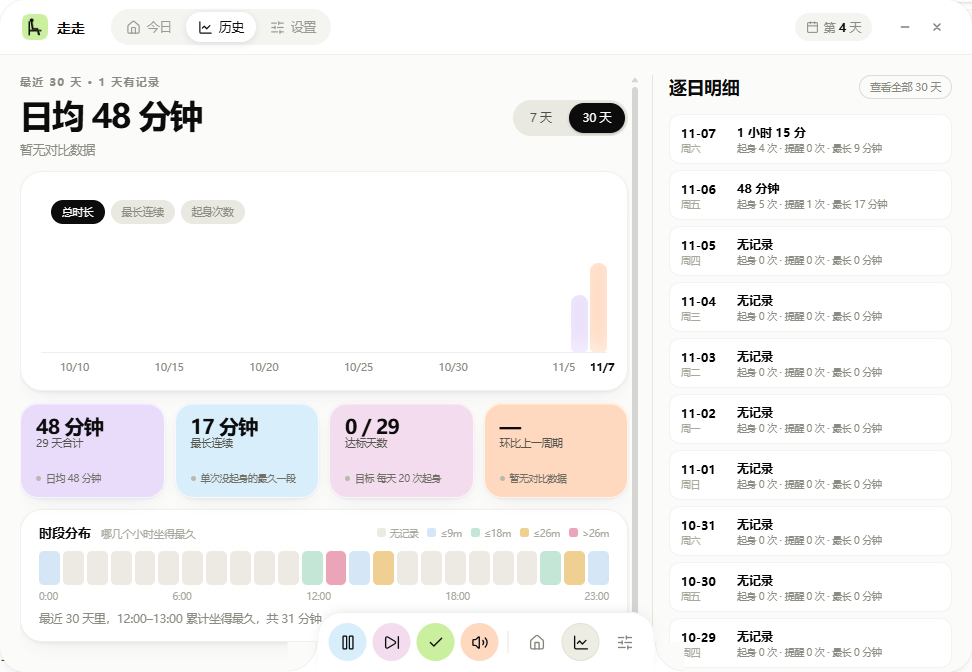 走走
今日
历史
设置
第 4 天
最近 30 天 • 1 天有记录
日均 48 分钟
暂无对比数据
7 天
30 天
总时长
最长连续
起身次数
10/10
10/15
10/20
10/25
10/30
11/5
11/7
48 分钟
29 天合计
日均 48 分钟
17 分钟
最长连续
单次没起身的最久一段
0 / 29
达标天数
目标 每天 20 次起身
—
环比上一周期
暂无对比数据
时段分布 哪几个小时坐得最久
无记录
≤9m
≤18m
≤26m
>26m
0:00
6:00
12:00
18:00
23:00
最近 30 天里，12:00–13:00 累计坐得最久，共 31 分钟
逐日明细
查看全部 30 天
11-07 1 小时 15 分
周六 起身 4 次 · 提醒 0 次 · 最长 9 分钟
11-06 48 分钟
周五 起身 5 次 · 提醒 1 次 · 最长 17 分钟
11-05 无记录
周四 起身 0 次 · 提醒 0 次 · 最长 0 分钟
11-04 无记录
周三 起身 0 次 · 提醒 0 次 · 最长 0 分钟
11-03 无记录
周二 起身 0 次 · 提醒 0 次 · 最长 0 分钟
11-02 无记录
周一 起身 0 次 · 提醒 0 次 · 最长 0 分钟
11-01 无记录
周日 起身 0 次 · 提醒 0 次 · 最长 0 分钟
10-31 无记录
周六 起身 0 次 · 提醒 0 次 · 最长 0 分钟
10-30 无记录
周五 起身 0 次 · 提醒 0 次 · 最长 0 分钟
10-29 无记录
周四 起身 0 次 · 提醒 0 次 · 最长 0 分钟